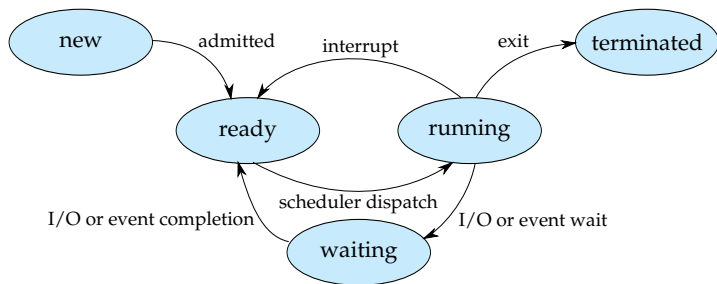 new
admitted
interrupt
exit
terminated
ready
running
scheduler dispatch
I/O or event completion
I/O or event wait
waiting